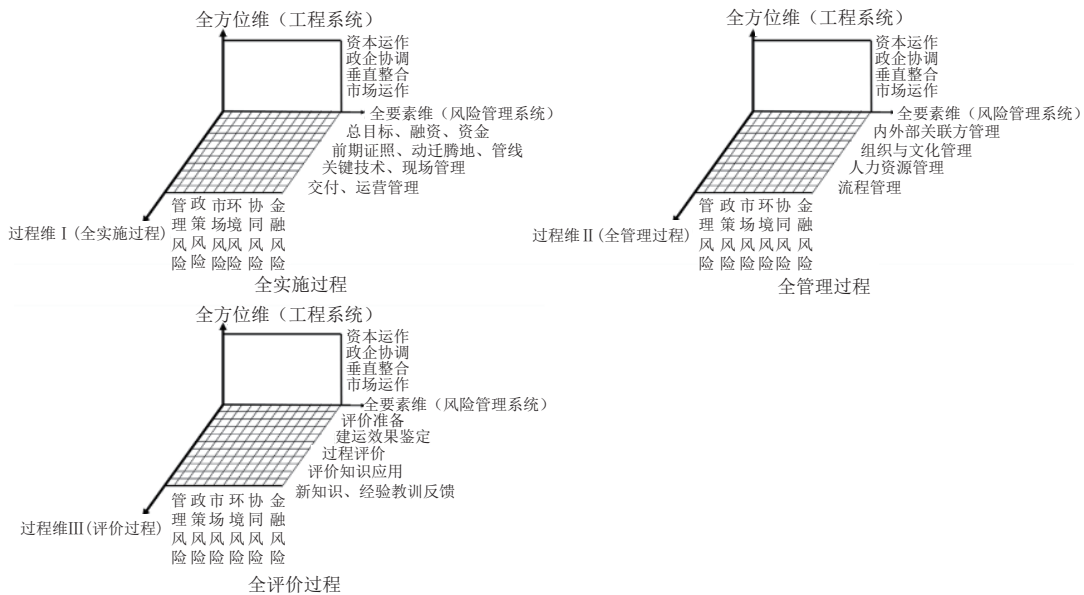 全方位维（工程系统）
资本运作
政企协调
垂直整合
市场运作
全要素维（风险管理系统）
总目标、融资、资金
前期证照、动迁腾地、管线
关键技术、现场管理
交付、运营管理
管理风险
政策风险
市场风险
环境风险
协同风险
金融风险
过程维Ⅰ(全实施过程)
全实施过程
全方位维（工程系统）
资本运作
政企协调
垂直整合
市场运作
全要素维（风险管理系统）
内外部关联方管理
组织与文化管理
人力资源管理
流程管理
管理风险
政策风险
市场风险
环境风险
协同风险
金融风险
过程维Ⅱ(全管理过程)
全管理过程
全方位维（工程系统）
资本运作
政企协调
垂直整合
市场运作
全要素维（风险管理系统）
评价准备
建运效果鉴定
过程评价
评价知识应用
新知识、经验教训反馈
管理风险
政策风险
市场风险
环境风险
协同风险
金融风险
过程维Ⅲ(评价过程)
全评价过程